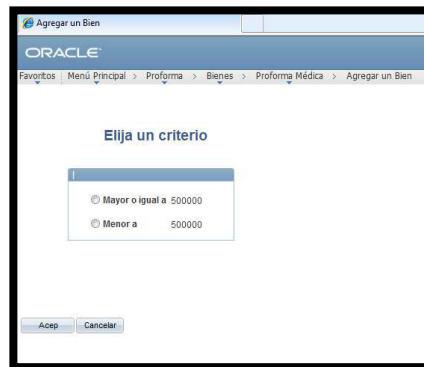 Agregar un Bien
ORACLE
Favoritos Menú Principal > Proforma > Bienes > Proforma Médica > Agregar un Bien
Elija un criterio
Mayor o igual a 500000
Menor a 500000
Acep Cancelar